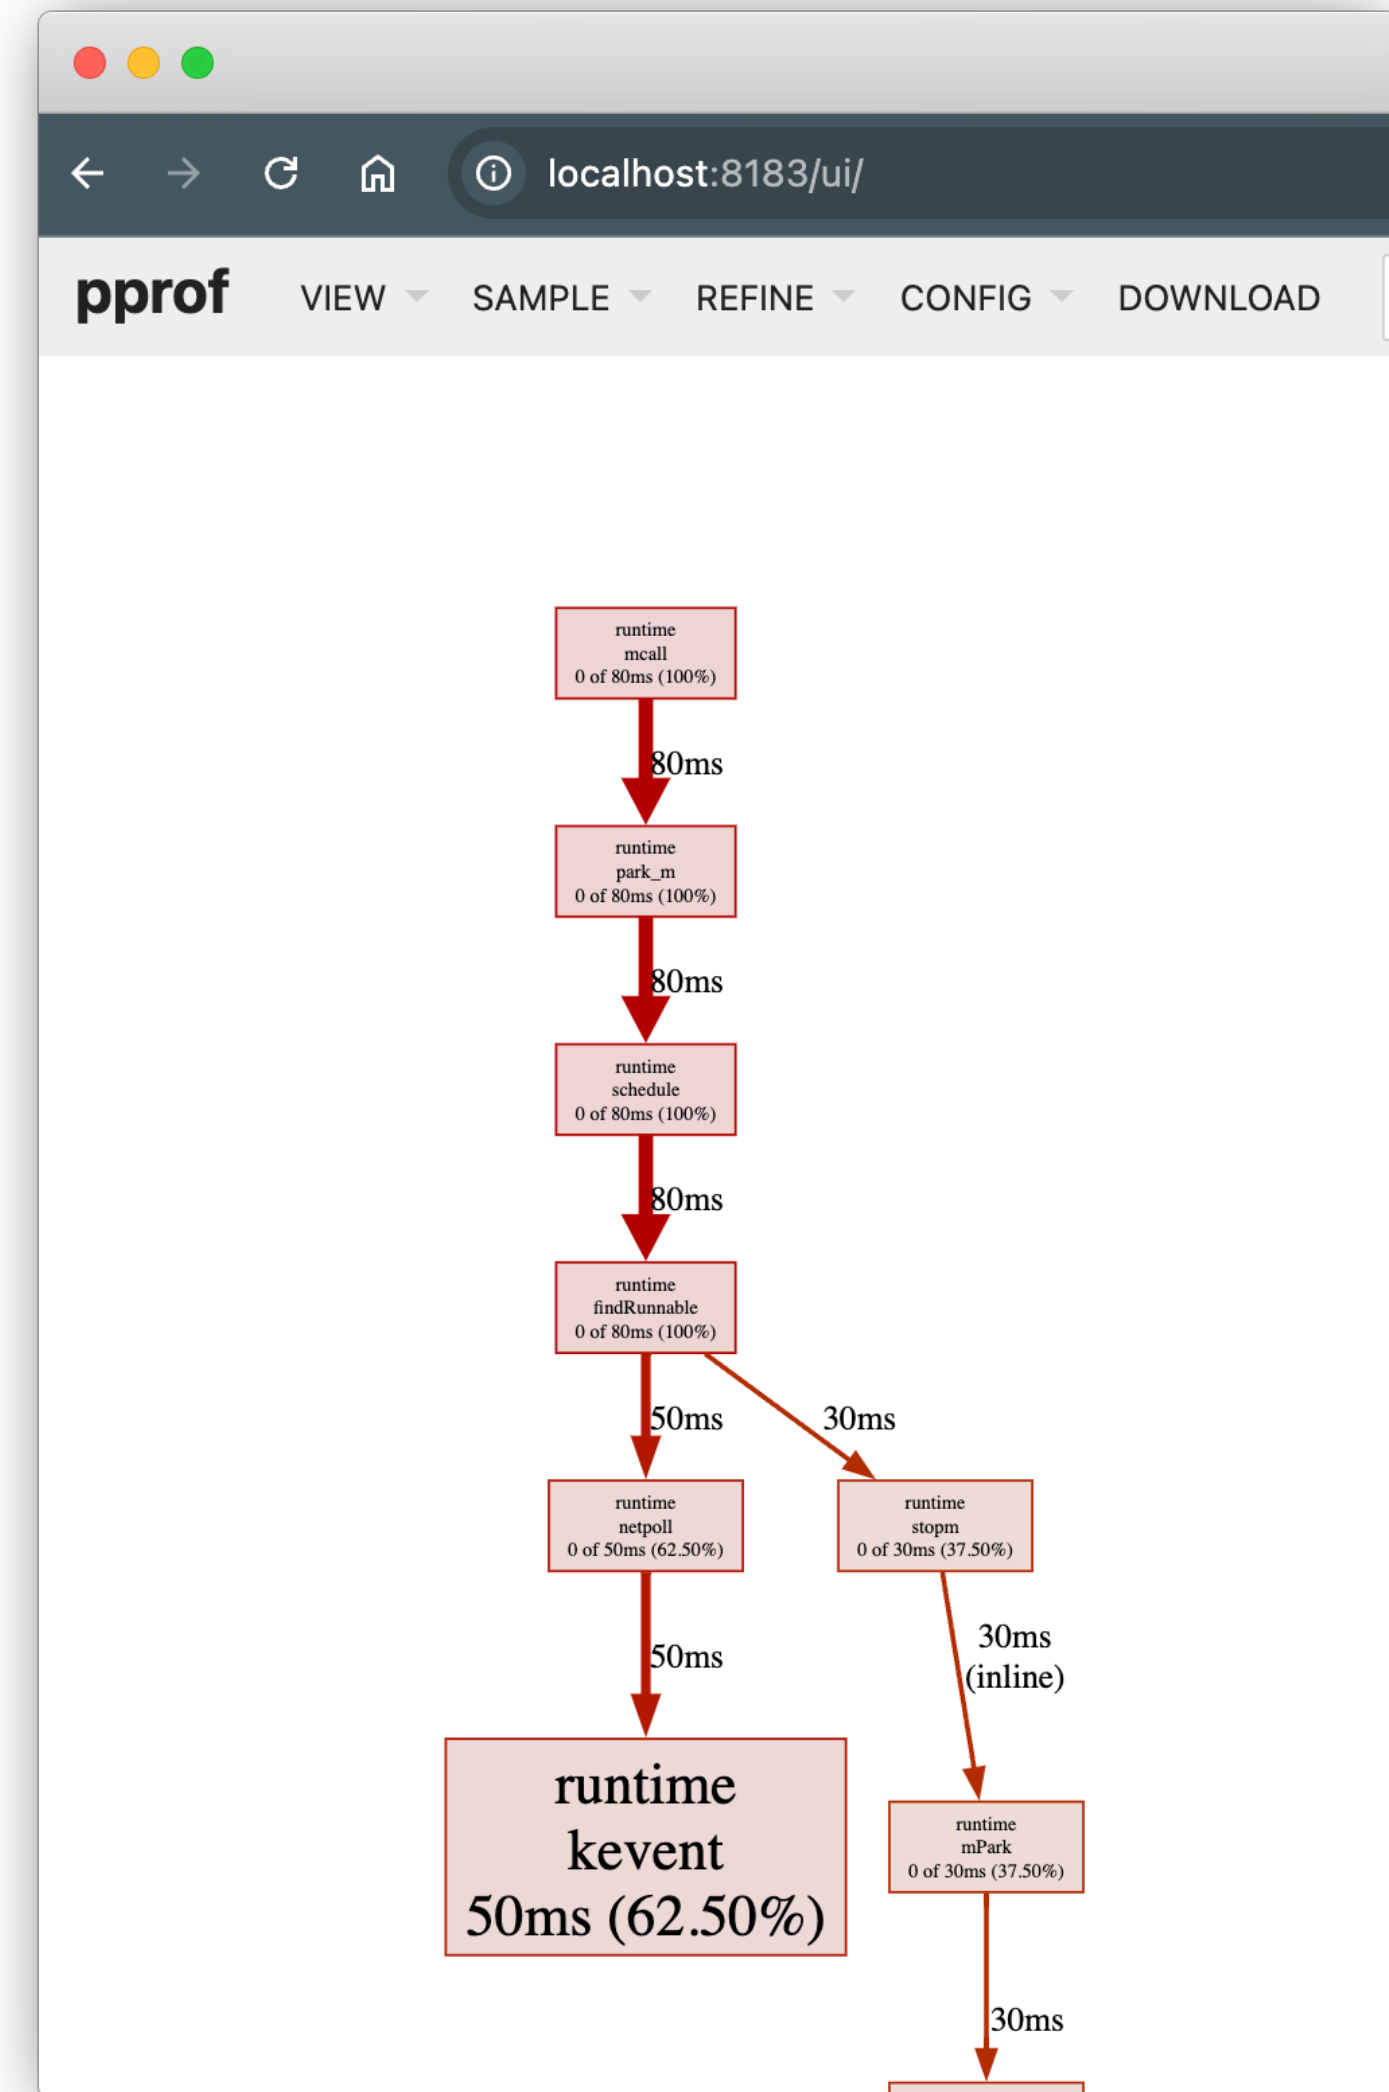 localhost:8183/ui/
pprof VIEW SAMPLE REFINE CONFIG DOWNLOAD
runtime
mcall
0 of 80ms (100%)
80ms
runtime
park_m
0 of 80ms (100%)
80ms
runtime
schedule
0 of 80ms (100%)
80ms
runtime
findRunnable
0 of 80ms (100%)
50ms
30ms
runtime
netpoll
0 of 50ms (62.50%)
runtime
stopm
0 of 30ms (37.50%)
50ms
30ms
(inline)
runtime
kevent
50ms (62.50%)
runtime
mPark
0 of 30ms (37.50%)
30ms